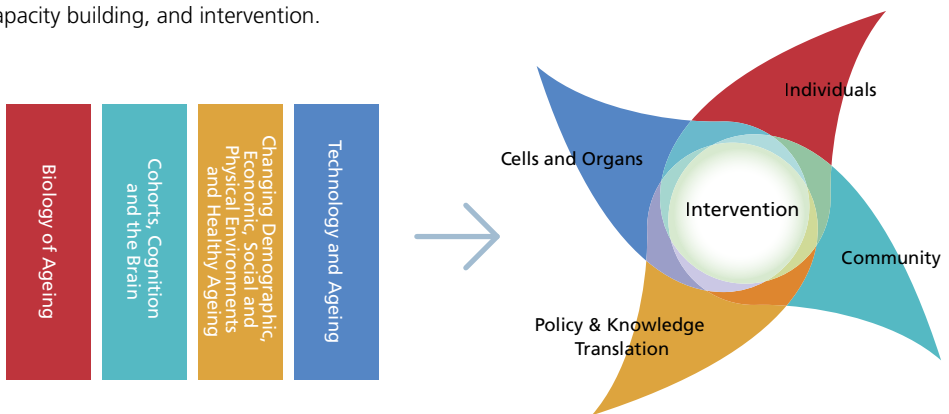 apacity building, and intervention.
Biology of Ageing
Cohorts, Cognition
and the Brain
Changing Demographic,
Economic, Social and
Physical Environments
and Healthy Ageing
Technology and Ageing
Individuals
Cells and Organs
Intervention
Community
Policy & Knowledge
Translation